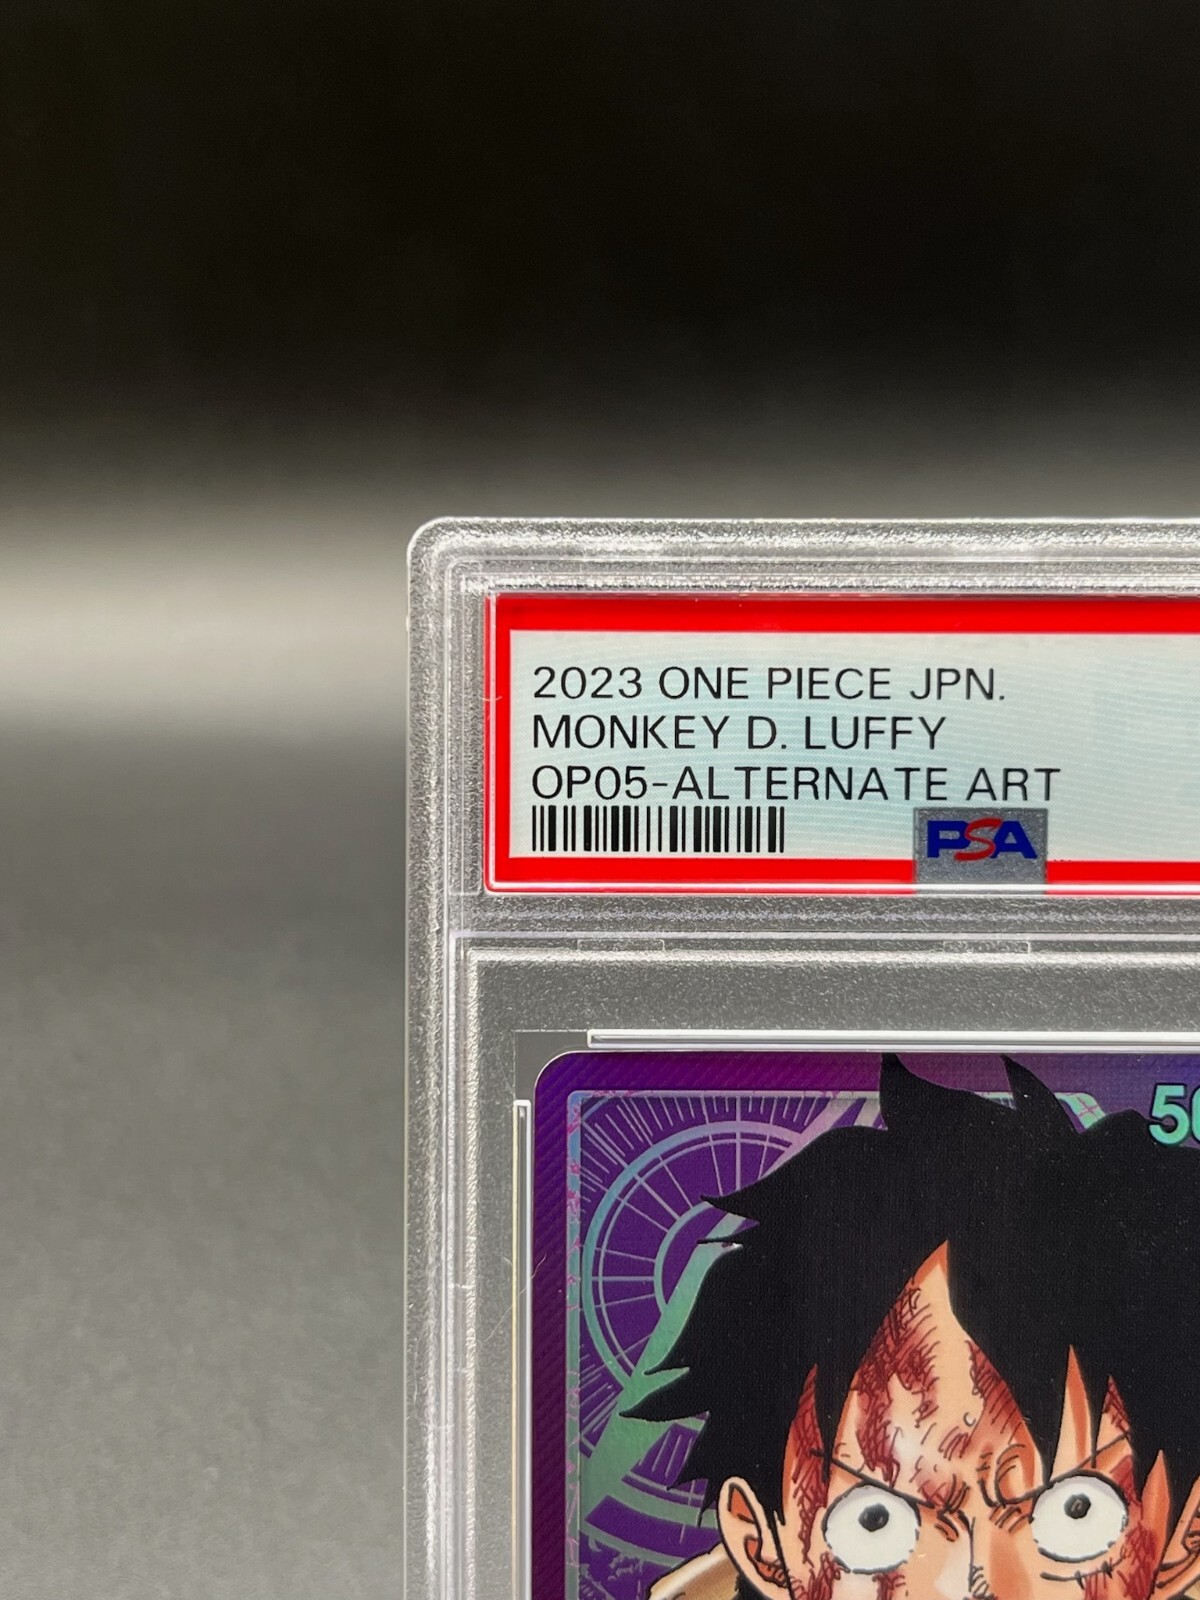 2023 ONE PIECE JPN.
MONKEY D. LUFFY
OP05-ALTERNATE ART
PSA